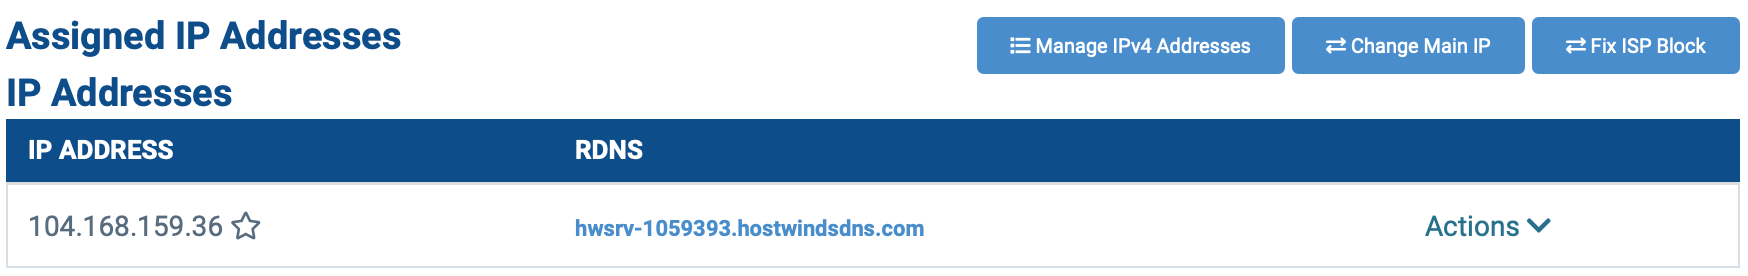 Assigned IP Addresses
Manage IPv4 Addresses
Change Main IP
Fix ISP Block
IP Addresses
IP ADDRESS RDNS
104.168.159.36 hwsrv-1059393.hostwindsdns.com Actions